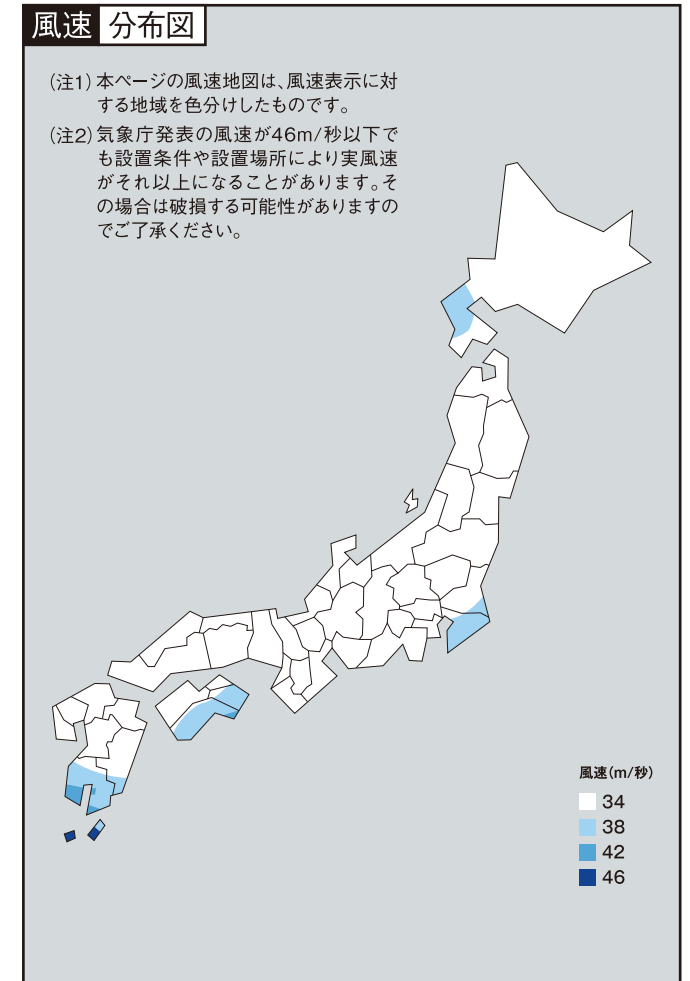 風速 分布図
（注1）本ページの風速地図は、風速表示に対
する地域を色分けしたものです。
（注2）気象庁発表の風速が46m/秒以下で
も設置条件や設置場所により実風速
がそれ以上になることがあります。そ
の場合は破損する可能性がありますの
でご了承ください。
風速（m/秒）
34
38
42
46